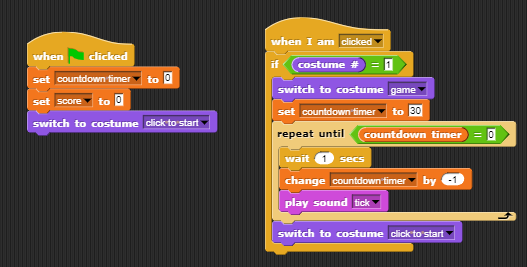 when clicked
set countdown timer to 0
set score to 0
switch to costume click to start
when I am clicked
if costume # = 1
switch to costume game
set countdown timer to 30
repeat until countdown timer = 0
wait 1 secs
change countdown timer by -1
play sound tick
switch to costume click to start